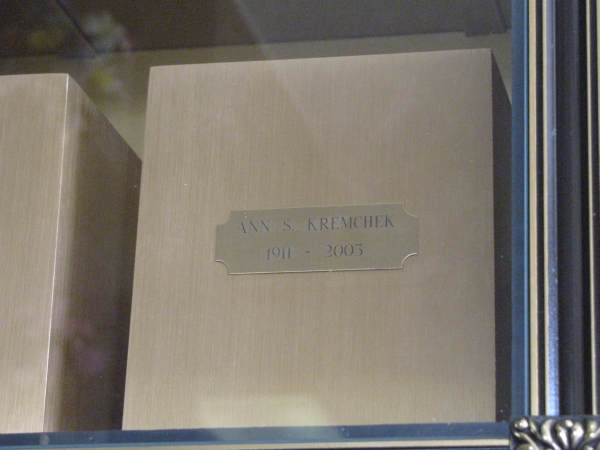 ANN S. KREMCHEK
1911 - 2003